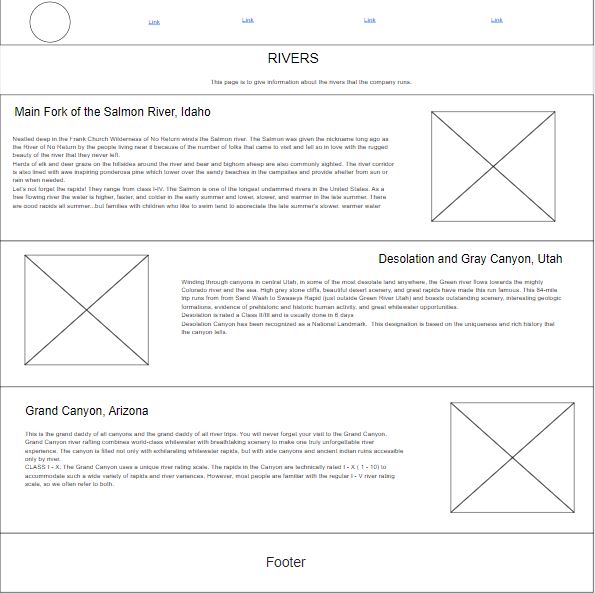 Link
Link
Link
Link
RIVERS
This page is to give information about the rivers that the company runs.
Main Fork of the Salmon River, Idaho
Nestled deep in the Frank Church Wilderness of No Return winds the Salmon river. The Salmon was given the nickname long ago as
the River of No Return by the people living near it because of the number of folks that came to visit and fell so in love with the rugged
beauty of the river that they never left.
Herds of elk and deer graze on the hillsides around the river and bear and bighorn sheep are also commonly sighted. The river corridor
is also lined with awe inspiring ponderosa pine which lower over the sandy beaches in the campsites and provide shelter from sun or
rain when needed.
Let's not forget the rapids! They range from class I-IV. The Salmon is one of the longest undammed rivers in the United States. As a
free flowing river the water is higher, faster, and colder in the early summer and lower, slower, and warmer in the late summer. There
are good rapids all summer...but families with children who like to swim tend to appreciate the late summer's slower, warmer water
Desolation and Gray Canyon, Utah
Winding through canyons in central Utah, in some of the most desolate land anywhere, the Green river flows towards the mighty
Colorado river and the sea. High grey stone cliffs, beautiful desert scenery, and great rapids have made this run famous. This 84-mile
trip runs from from Sand Wash to Swaseys Rapid (just outside Green River Utah) and boasts outstanding scenery, interesting geologic
formations, evidence of prehistoric and historic human activity, and great whitewater opportunities.
Desolation is rated a Class II/III and is usually done in 6 days
Desolation Canyon has been recognized as a National Landmark. This designation is based on the uniqueness and rich history that
the canyon tells.
Grand Canyon, Arizona
This is the grand daddy of all canyons and the grand daddy of all river trips. You will never forget your visit to the Grand Canyon.
Grand Canyon river rafting combines world-class whitewater with breathtaking scenery to make one truly unforgettable river
experience. The canyon is filled not only with exhilarating whitewater rapids, but with side canyons and ancient indian ruins accessible
only by river.
CLASS I - X: The Grand Canyon uses a unique river rating scale. The rapids in the Canyon are technically rated I - X ( 1 - 10) to
accommodate such a wide variety of rapids and river variances. However, most people are familiar with the regular I - V river rating
scale, so we often refer to both.
Footer